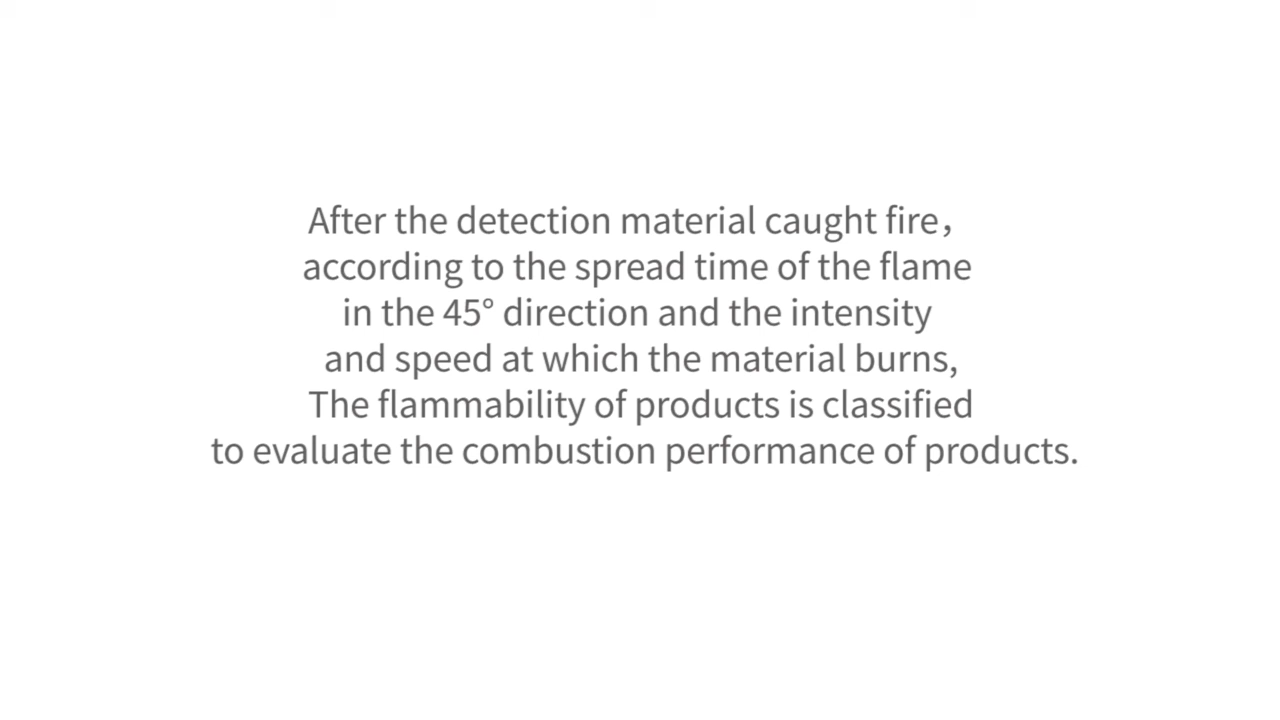 After the detection material caught fire，
according to the spread time of the flame
in the 45° direction and the intensity
and speed at which the material burns,
The flammability of products is classified
to evaluate the combustion performance of products.